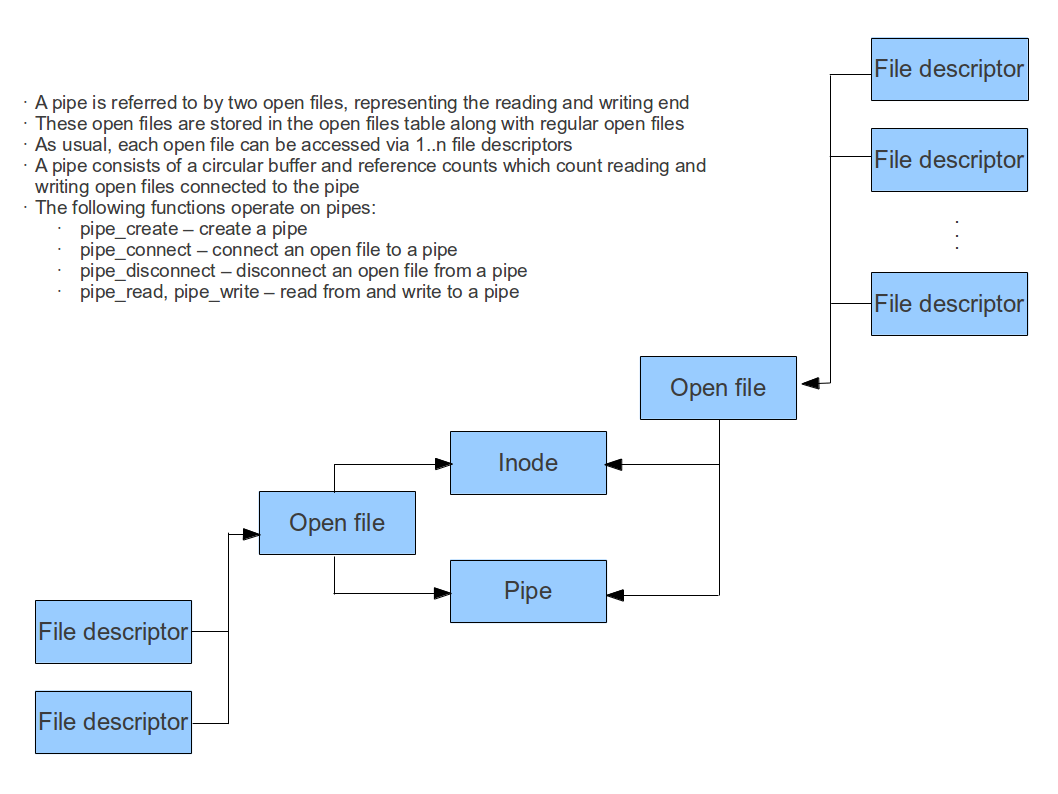 · A pipe is referred to by two open files, representing the reading and writing end
· These open files are stored in the open files table along with regular open files
· As usual, each open file can be accessed via 1..n file descriptors
· A pipe consists of a circular buffer and reference counts which count reading and
writing open files connected to the pipe
· The following functions operate on pipes:
· pipe_create – create a pipe
· pipe_connect – connect an open file to a pipe
· pipe_disconnect – disconnect an open file from a pipe
· pipe_read, pipe_write – read from and write to a pipe
File descriptor
File descriptor
File descriptor
Open file
Inode
Open file
Pipe
File descriptor
File descriptor